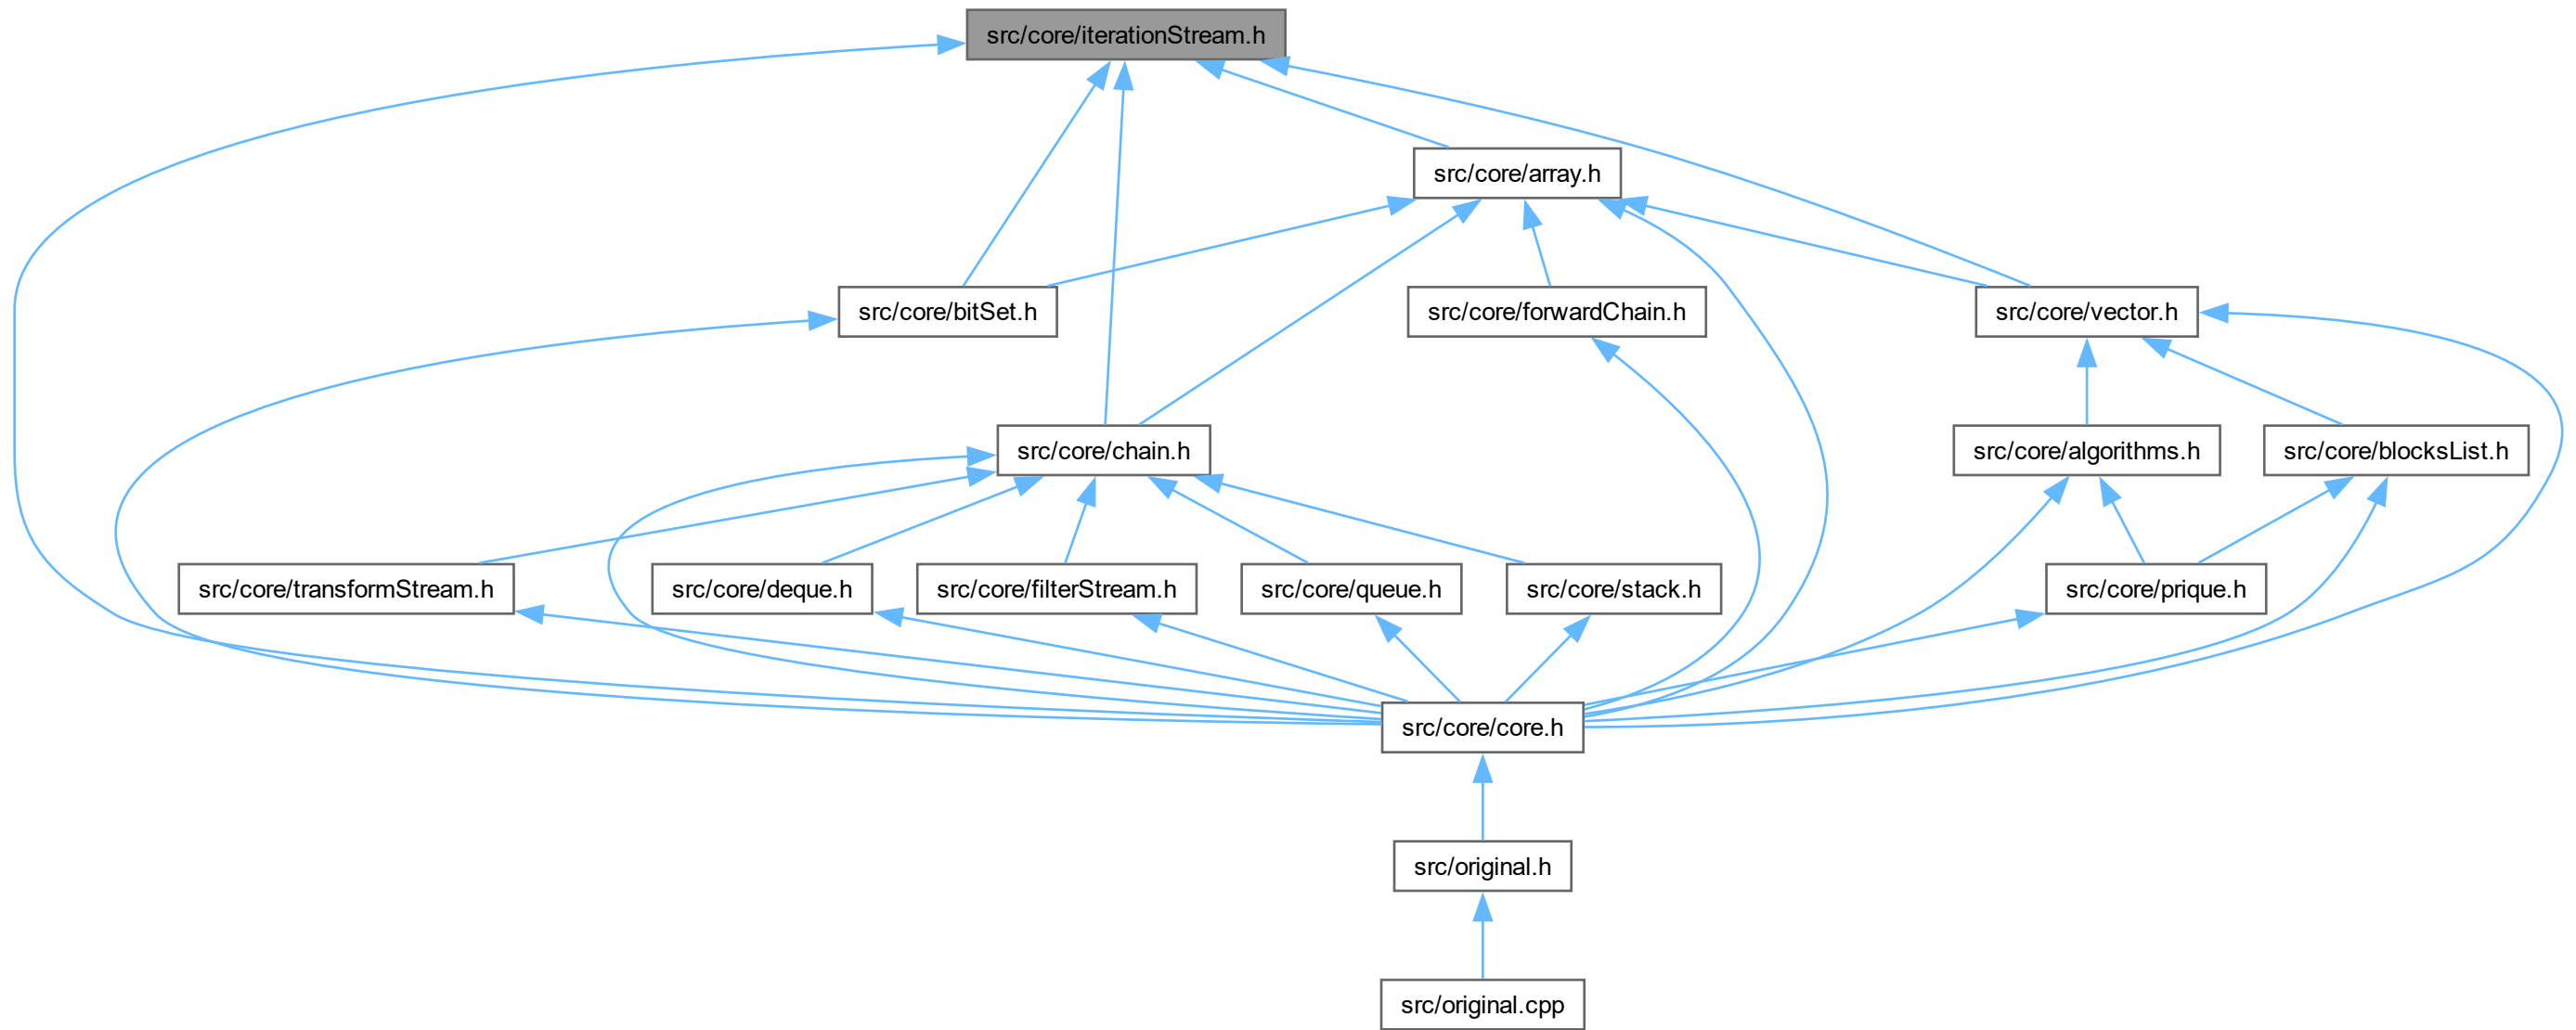 src/core/iterationStream.h
src/core/array.h
src/core/bitSet.h
src/core/forwardChain.h
src/core/vector.h
src/core/chain.h
src/core/algorithms.h
src/core/blocksList.h
src/core/transformStream.h
src/core/deque.h
src/core/filterStream.h
src/core/queue.h
src/core/stack.h
src/core/prique.h
src/core/core.h
src/original.h
src/original.cpp